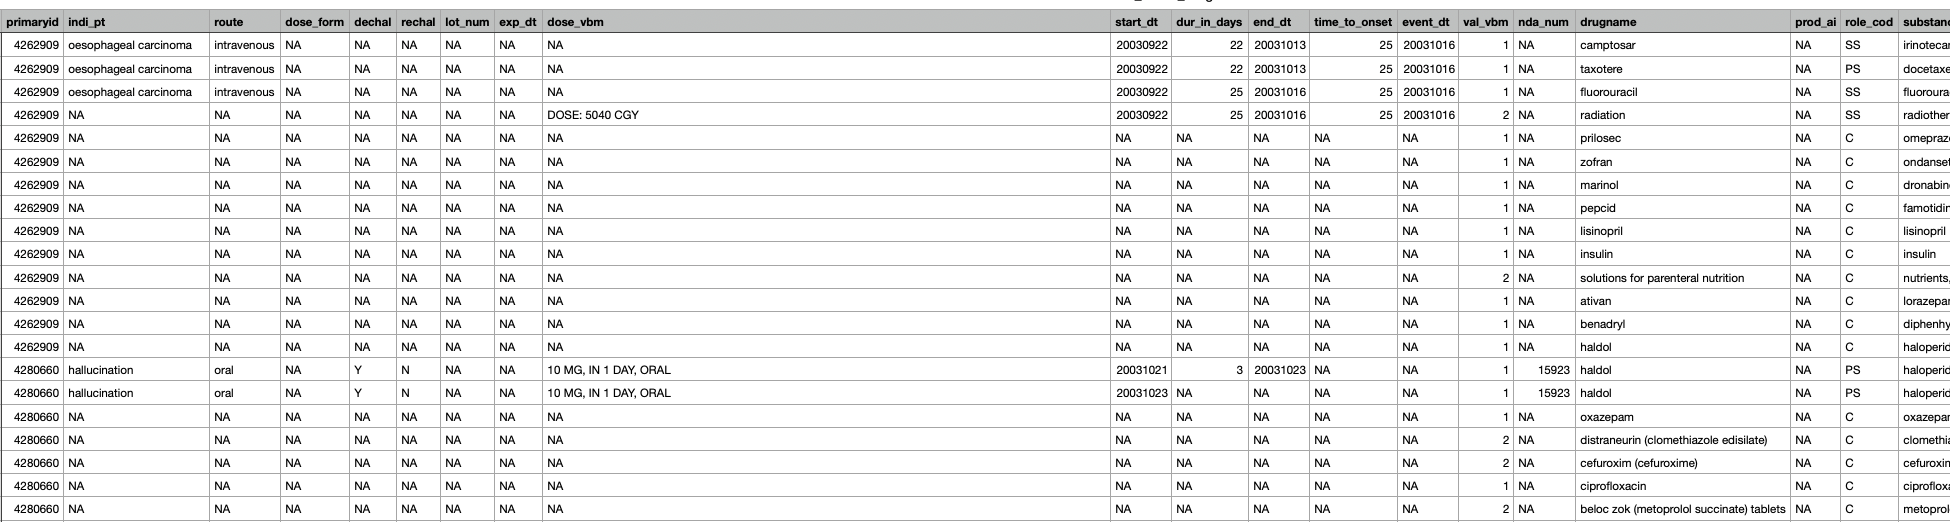 primaryid indi_pt route dose_form dechal rechal lot_num exp_dt dose_vbm start_dt dur_in_days end_dt time_to_onset event_dt val_vbm nda_num drugname prod_ai role_cod substanc
4262909 oesophageal carcinoma intravenous NA NA NA NA NA NA 20030922 22 20031013 25 20031016 1 NA camptosar NA SS irinotecar
4262909 oesophageal carcinoma intravenous NA NA NA NA NA NA 20030922 22 20031013 25 20031016 1 NA taxotere NA PS docetaxe
4262909 oesophageal carcinoma intravenous NA NA NA NA NA NA 20030922 25 20031016 25 20031016 1 NA fluorouracil NA SS fluoroura
4262909 NA NA NA NA NA NA NA DOSE: 5040 CGY 20030922 25 20031016 25 20031016 2 NA radiation NA SS radiother
4262909 NA NA NA NA NA NA NA NA NA NA NA NA NA 1 NA prilosec NA C omepraz
4262909 NA NA NA NA NA NA NA NA NA NA NA NA NA 1 NA zofran NA C ondanset
4262909 NA NA NA NA NA NA NA NA NA NA NA NA NA 1 NA marinol NA C dronabin
4262909 NA NA NA NA NA NA NA NA NA NA NA NA NA 1 NA pepcid NA C famotidin
4262909 NA NA NA NA NA NA NA NA NA NA NA NA NA 1 NA lisinopril NA C lisinopril
4262909 NA NA NA NA NA NA NA NA NA NA NA NA NA 1 NA insulin NA C insulin
4262909 NA NA NA NA NA NA NA NA NA NA NA NA NA 2 NA solutions for parenteral nutrition NA C nutrients,
4262909 NA NA NA NA NA NA NA NA NA NA NA NA NA 1 NA ativan NA C lorazepar
4262909 NA NA NA NA NA NA NA NA NA NA NA NA NA 1 NA benadryl NA C diphenhy
4262909 NA NA NA NA NA NA NA NA NA NA NA NA NA 1 NA haldol NA C haloperid
4280660 hallucination oral NA Y N NA NA 10 MG, IN 1 DAY, ORAL 20031021 3 20031023 NA NA 1 15923 haldol NA PS haloperid
4280660 hallucination oral NA Y N NA NA 10 MG, IN 1 DAY, ORAL 20031023 NA NA NA NA 1 15923 haldol NA PS haloperid
4280660 NA NA NA NA NA NA NA NA NA NA NA NA NA 1 NA oxazepam NA C oxazepa
4280660 NA NA NA NA NA NA NA NA NA NA NA NA NA 2 NA distraneurin (clomethiazole edisilate) NA C clomethia
4280660 NA NA NA NA NA NA NA NA NA NA NA NA NA 2 NA cefuroxim (cefuroxime) NA C cefuroxin
4280660 NA NA NA NA NA NA NA NA NA NA NA NA NA 1 NA ciprofloxacin NA C ciproflox
4280660 NA NA NA NA NA NA NA NA NA NA NA NA NA 2 NA beloc zok (metoprolol succinate) tablets NA C metoprol